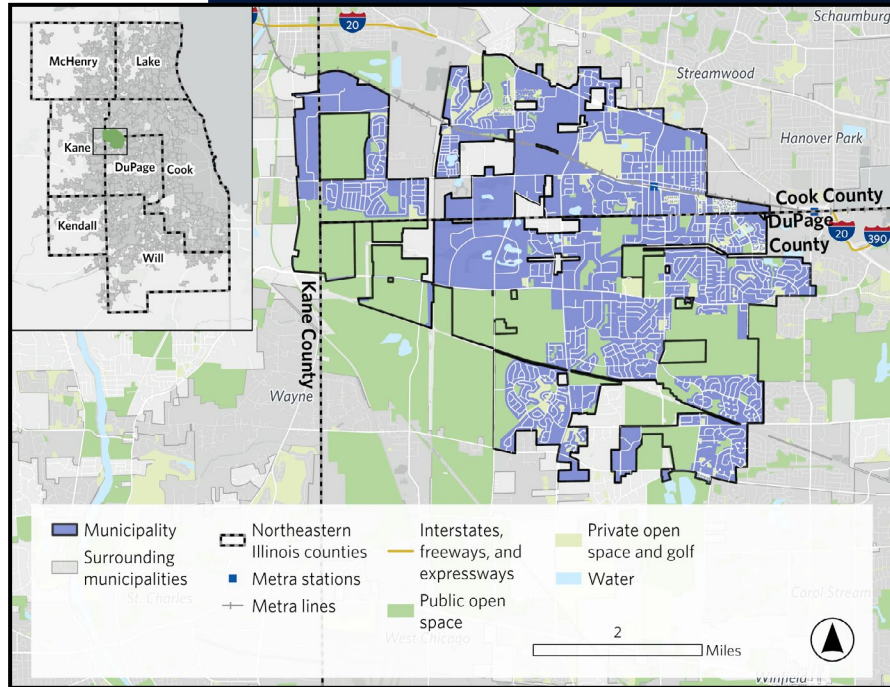 McHenry
Lake
Kane
DuPage
Cook
Kendall
Will
20
Schaumburg
Streamwood
Hanover Park
Cook County
DuPage
County
20
390
Kane County
Wayne
Municipality
Surrounding
municipalities
Northeastern
Illinois counties
Metra stations
Metra lines
Interstates,
freeways, and
expressways
Public open
space
Private open
space and golf
Water
St. Charles
West Chicago
Carol Stream
Winfield
2
Miles